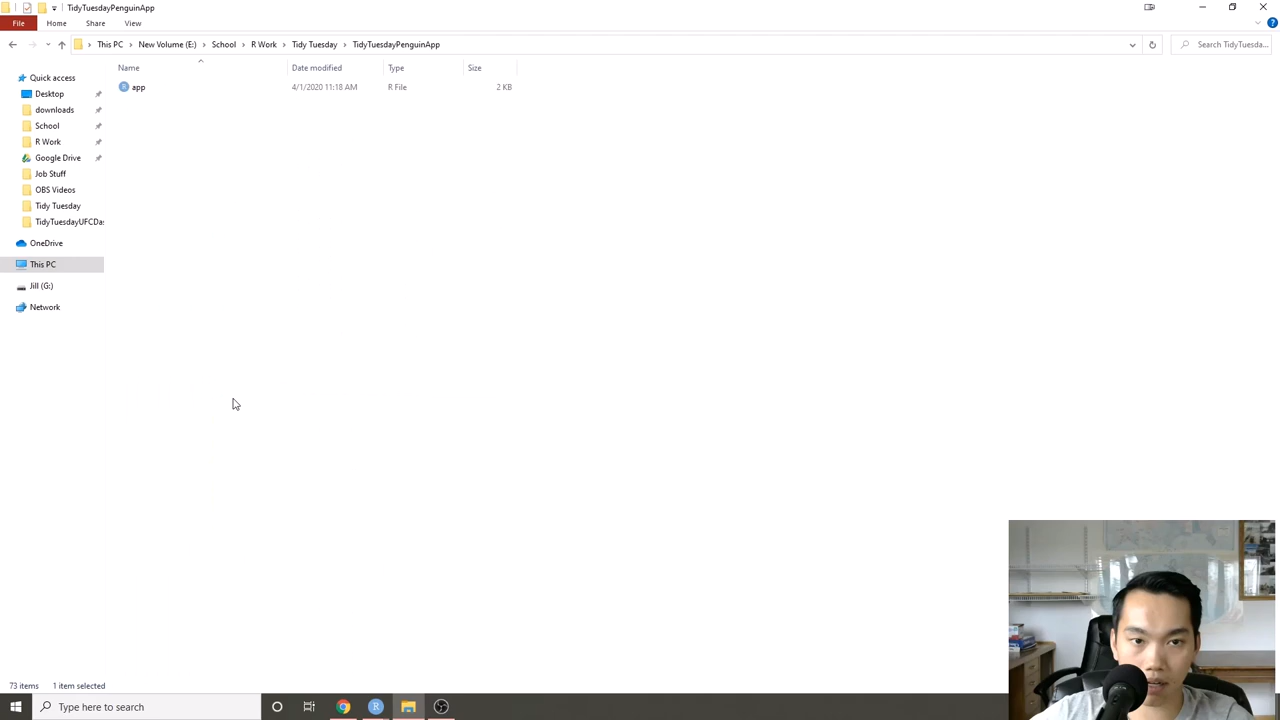 TidyTuesdayPenguinApp
File Home Share View
This PC New Volume (E:) School R Work Tidy Tuesday TidyTuesdayPenguinApp Search TidyTuesda...
Name Date modified Type Size
app 4/1/2020 11:18 AM R File 2 KB
Quick access
Desktop
downloads
School
R Work
Google Drive
Job Stuff
OBS Videos
Tidy Tuesday
TidyTuesdayUFCDa
OneDrive
This PC
Jill (G:)
Network
73 items 1 item selected
Type here to search